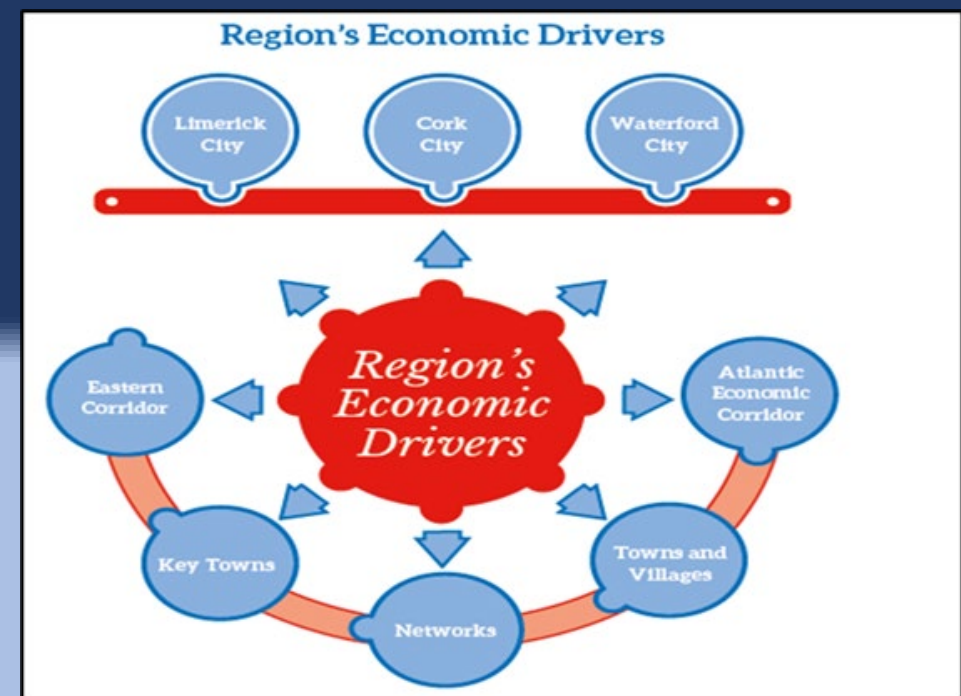 Region's Economic Drivers
Limerick
City
Cork
City
Waterford
City
Region's
Economic
Drivers
Eastern
Corridor
Atlantic
Economic
Corridor
Key Towns
Towns and
Villages
Networks